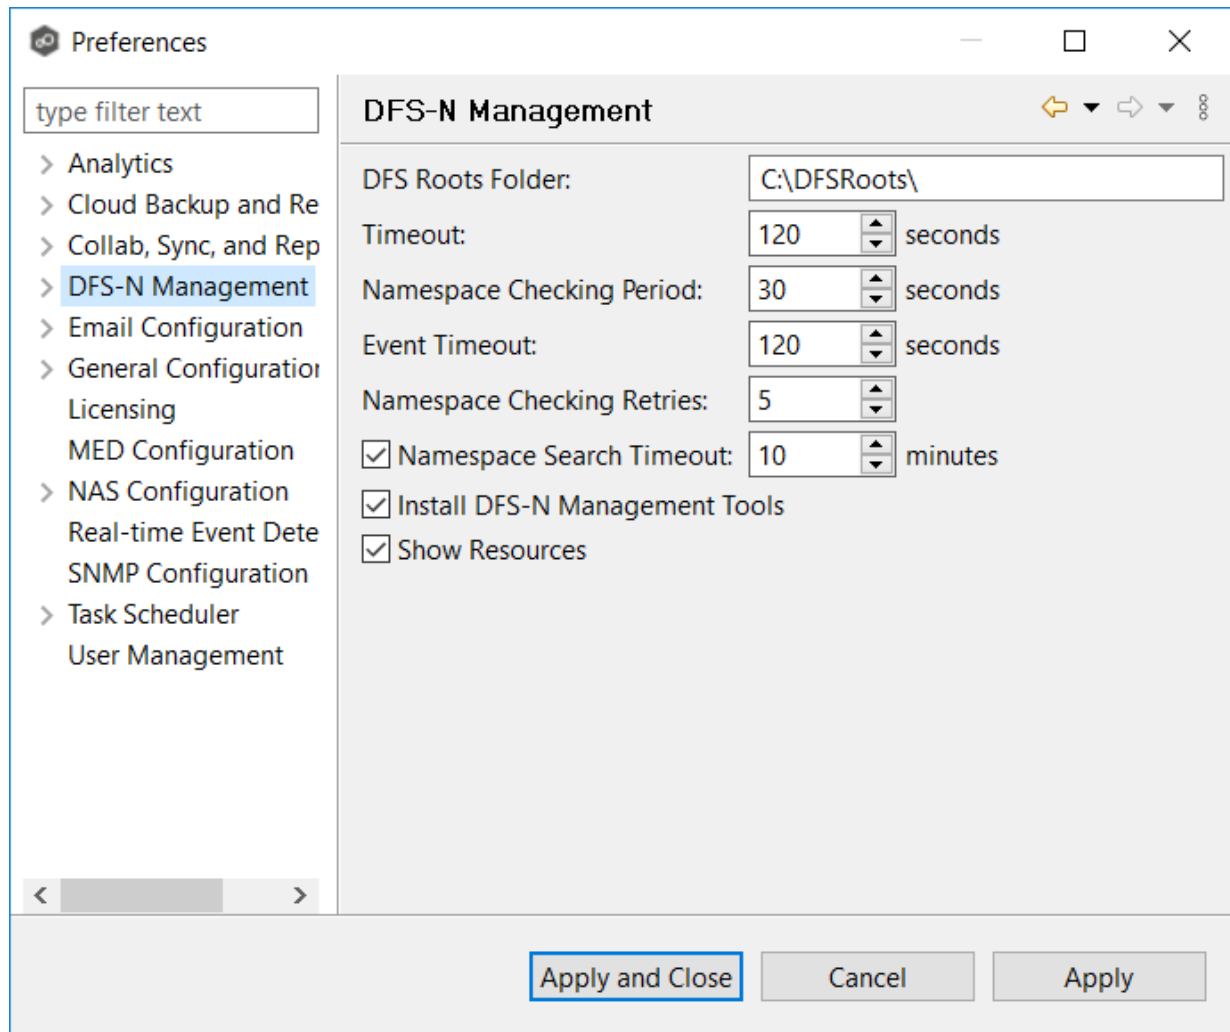 Preferences
type filter text
Analytics
Cloud Backup and Re
Collab, Sync, and Rep
DFS-N Management
Email Configuration
General Configuration
Licensing
MED Configuration
NAS Configuration
Real-time Event Dete
SNMP Configuration
Task Scheduler
User Management
DFS-N Management
DFS Roots Folder: C:\DFSRoots\
Timeout: 120 seconds
Namespace Checking Period: 30 seconds
Event Timeout: 120 seconds
Namespace Checking Retries: 5
Namespace Search Timeout: 10 minutes
Install DFS-N Management Tools
Show Resources
Apply and Close Cancel Apply